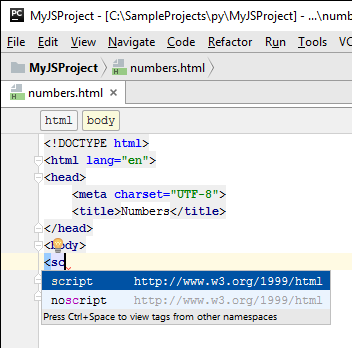 PC MyJSProject - [C:\SampleProjects\py\MyJSProject] - ...\num
File Edit View Navigate Code Refactor Run Tools VC
MyJSProject numbers.html
numbers.html ×
html body
<!DOCTYPE html>
<html lang="en">
<head>
<meta charset="UTF-8">
<title>Numbers</title>
</head>
<body>
<sc
script http://www.w3.org/1999/html
noscript http://www.w3.org/1999/html
Press Ctrl+Space to view tags from other namespaces